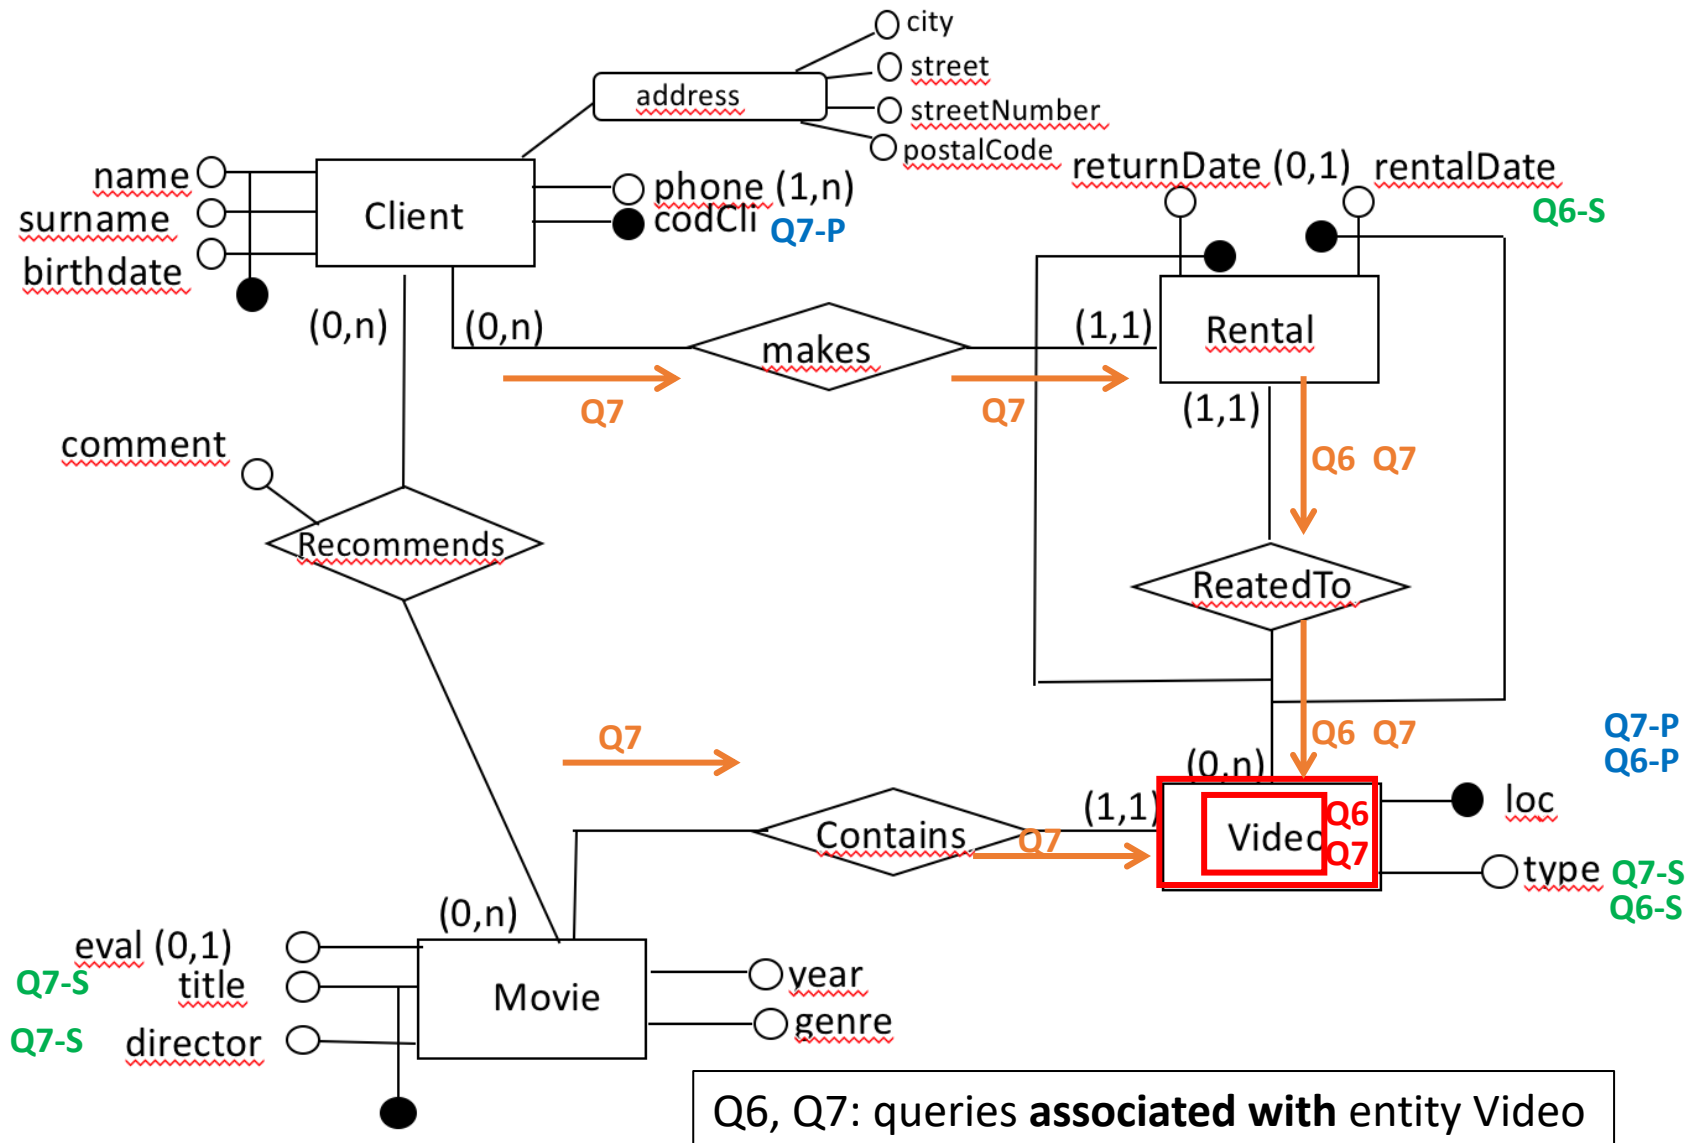 city
street
address
streetNumber
postalCode
returnDate (0,1) rentalDate
Q6-S
name
surname
birthdate
Client
phone (1,n)
codCli Q7-P
(0,n) (0,n)
makes
(1,1)
Rental
Q7 Q7
(1,1)
comment
Q6 Q7
Recommends
ReatedTo
Q7
Q6 Q7
Q7-P
Q6-P
(0,n)
(1,1)
loc
Contains
Q7
Video
Q6
Q7
type Q7-S
Q6-S
(0,n)
eval (0,1)
Q7-S title
Q7-S director
Movie
year
genre
Q6, Q7: queries associated with entity Video